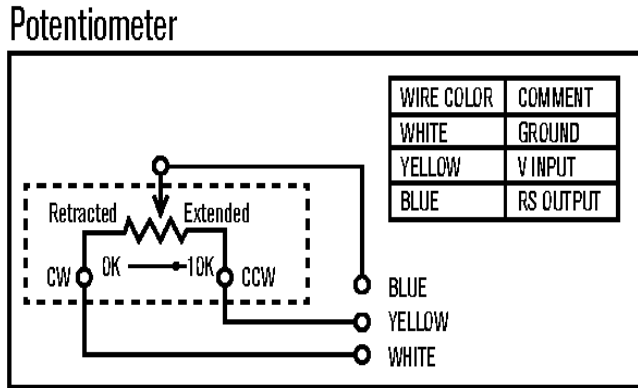 Potentiometer
WIRE COLOR COMMENT
WHITE GROUND
YELLOW V INPUT
BLUE RS OUTPUT
Retracted Extended
CW 0K 10K CCW
BLUE
YELLOW
WHITE